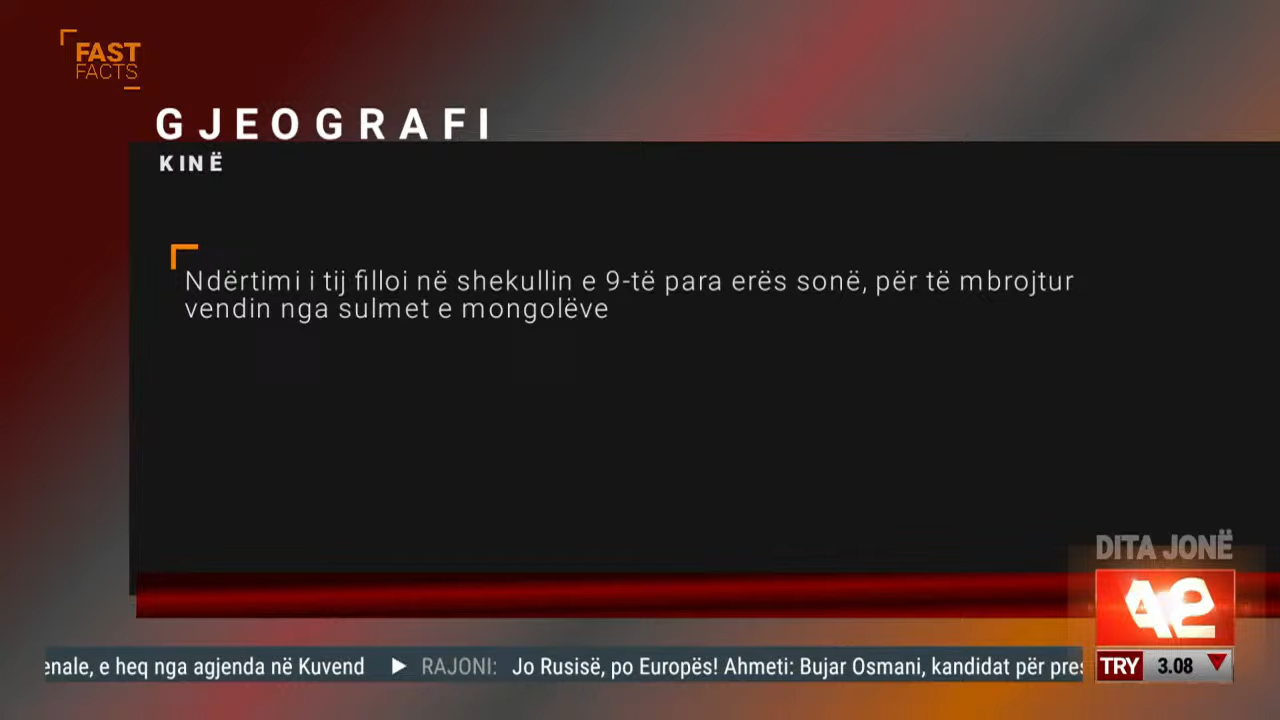 FAST
FACTS
GJEOGRAFI
KINË
Ndërtimi i tij filloi në shekullin e 9-të para erës sonë, për të mbrojtur
vendin nga sulmet e mongolëve
DITA JONË
A2
enale, e heq nga agjenda në Kuvend ▶ RAJONI: Jo Rusisë, po Europës! Ahmeti: Bujar Osmani, kandidat për pres
TRY 3.08